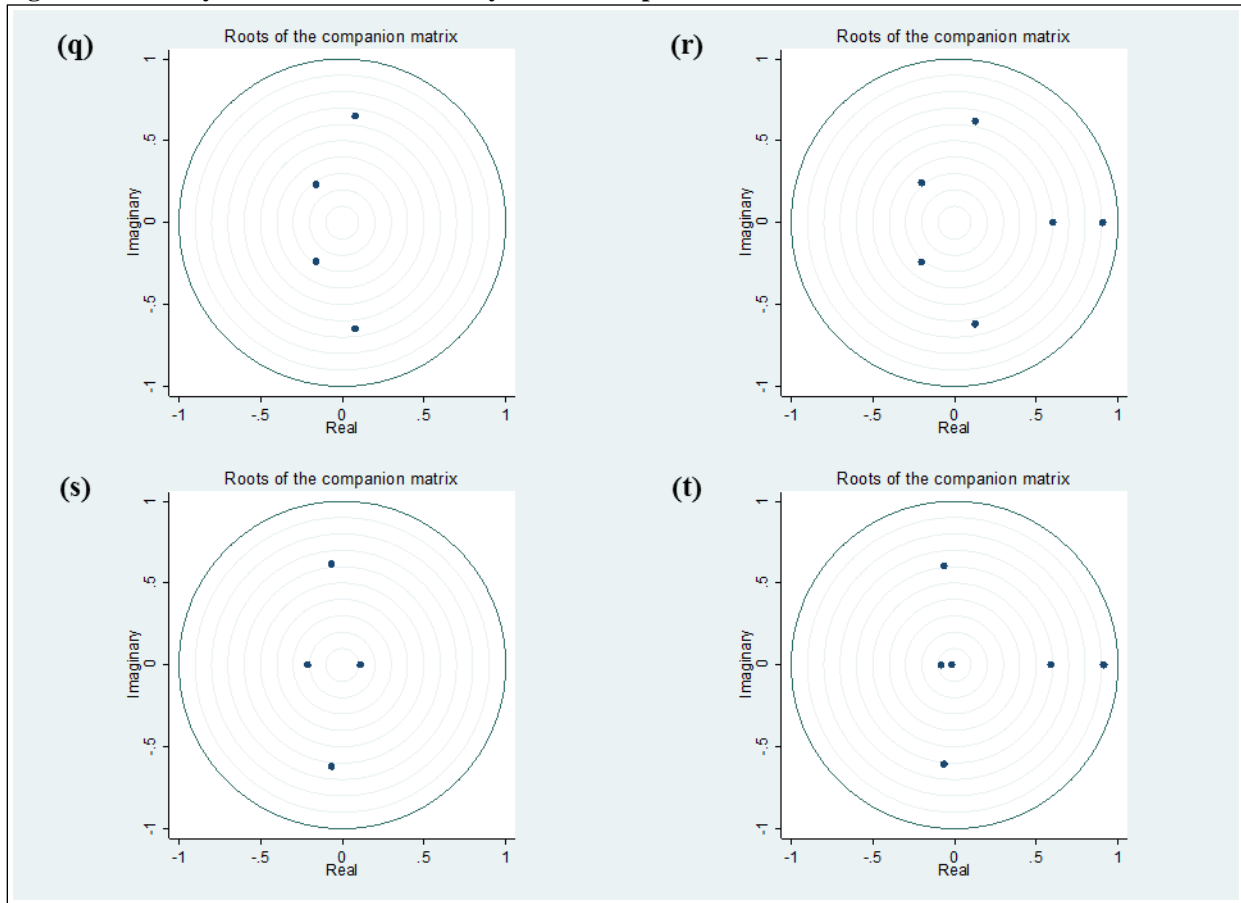 (q)
Roots of the companion matrix
1
.5
0
-.5
-1
Imaginary
-1 -.5 0 .5 1
Real
(r)
Roots of the companion matrix
1
.5
0
-.5
-1
Imaginary
-1 -.5 0 .5 1
Real
(s)
Roots of the companion matrix
1
.5
0
-.5
-1
Imaginary
-1 -.5 0 .5 1
Real
(t)
Roots of the companion matrix
1
.5
0
-.5
-1
Imaginary
-1 -.5 0 .5 1
Real